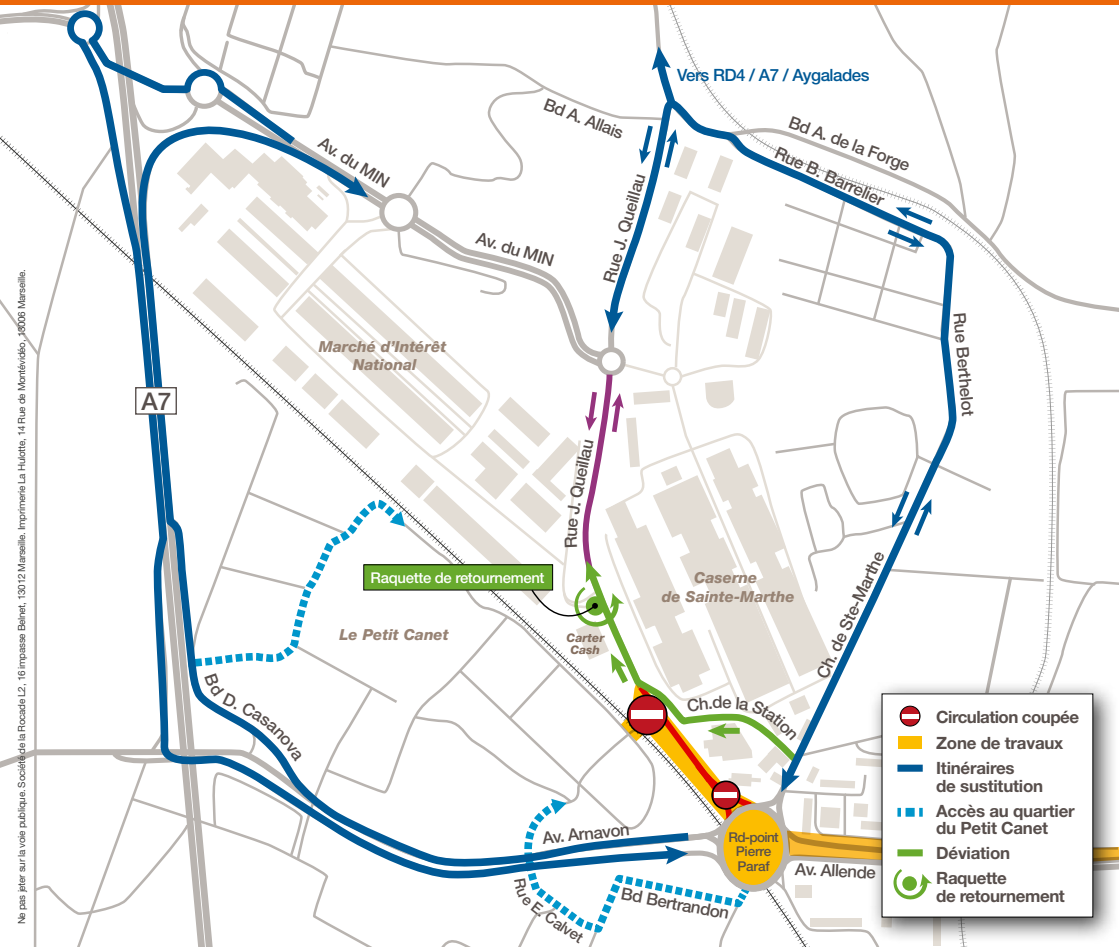 Vers RD4 / A7 / Aygalades
Bd A. Allais
Bd A. de la Forge
Av. du MIN
Rue B. Barrelier
Rue J. Queillau
Av. du MIN
Marché d'Intérêt
National
Rue Berthelot
A7
Rue J. Queillau
Raquette de retournement
Caserne
de Sainte-Marthe
Le Petit Canet
Carter
Cash
Ch. de Ste-Marthe
Bd D. Casanova
Ch.de la Station
Av. Arnavon
Rd-point
Pierre
Paraf
Av. Allende
Rue E. Calvet
Bd Bertrandon
Circulation coupée
Zone de travaux
Itinéraires
de sustitution
Accès au quartier
du Petit Canet
Déviation
Raquette
de retournement
Ne pas jeter sur la voie publique. Société de la Rocade L2, 16 impasse Belnet, 13012 Marseille. Imprimerie La Hulotte, 14 Rue de Montévidéo, 13006 Marseille.